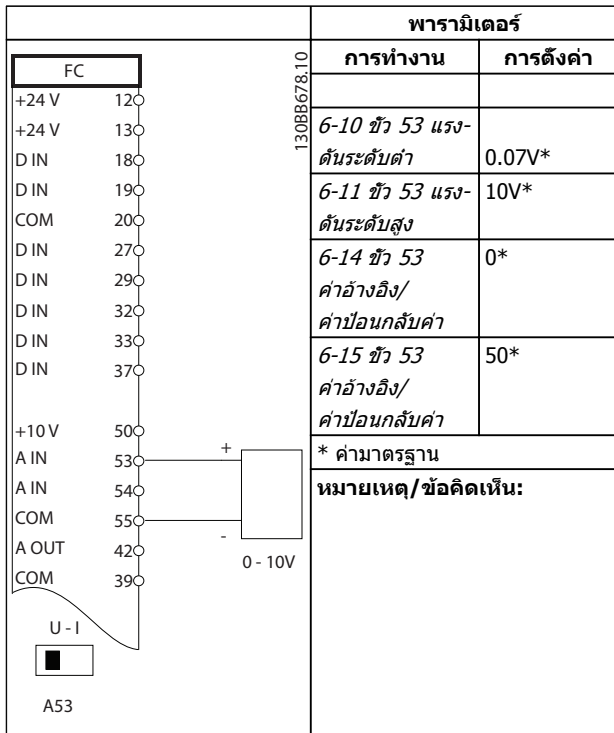 พารามิเตอร์
การทำงาน การตั้งค่า
6-10 ขั้ว 53 แรง-
ดันระดับต่ำ 0.07V*
6-11 ขั้ว 53 แรง- 10V*
ดันระดับสูง
6-14 ขั้ว 53 0*
ค่าอ้างอิง/
ค่าป้อนกลับค่า
6-15 ขั้ว 53 50*
ค่าอ้างอิง/
ค่าป้อนกลับค่า
* ค่ามาตรฐาน
หมายเหตุ/ข้อคิดเห็น:
FC
+24 V 12
+24 V 13
D IN 18
D IN 19
COM 20
D IN 27
D IN 29
D IN 32
D IN 33
D IN 37
+10 V 50
A IN 53
A IN 54
COM 55
A OUT 42
COM 39
+
-
0 - 10V
U - I
A53
130BB678.10